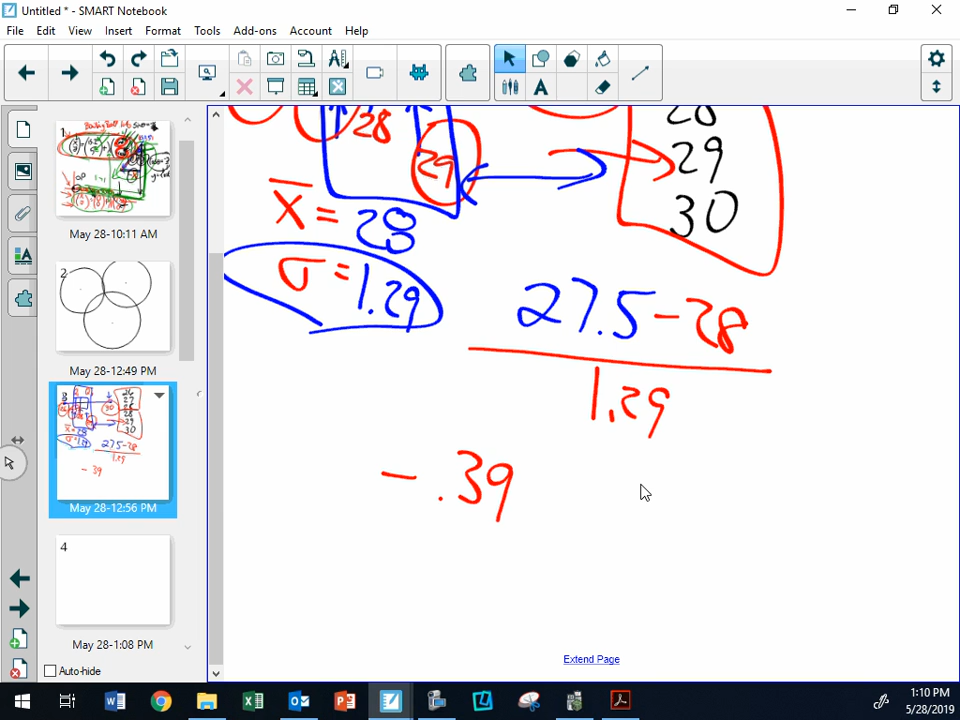 Untitled * - SMART Notebook
File Edit View Insert Format Tools Add-ons Account Help
May 28-10:11 AM
2
May 28-12:49 PM
May 28-12:56 PM
4
May 28-1:08 PM
Auto-hide
28
28
29
29
30
x̄ = 28
σ = 1.29
27.5 - 28
1.29
- .39
Extend Page
1:10 PM
5/28/2019